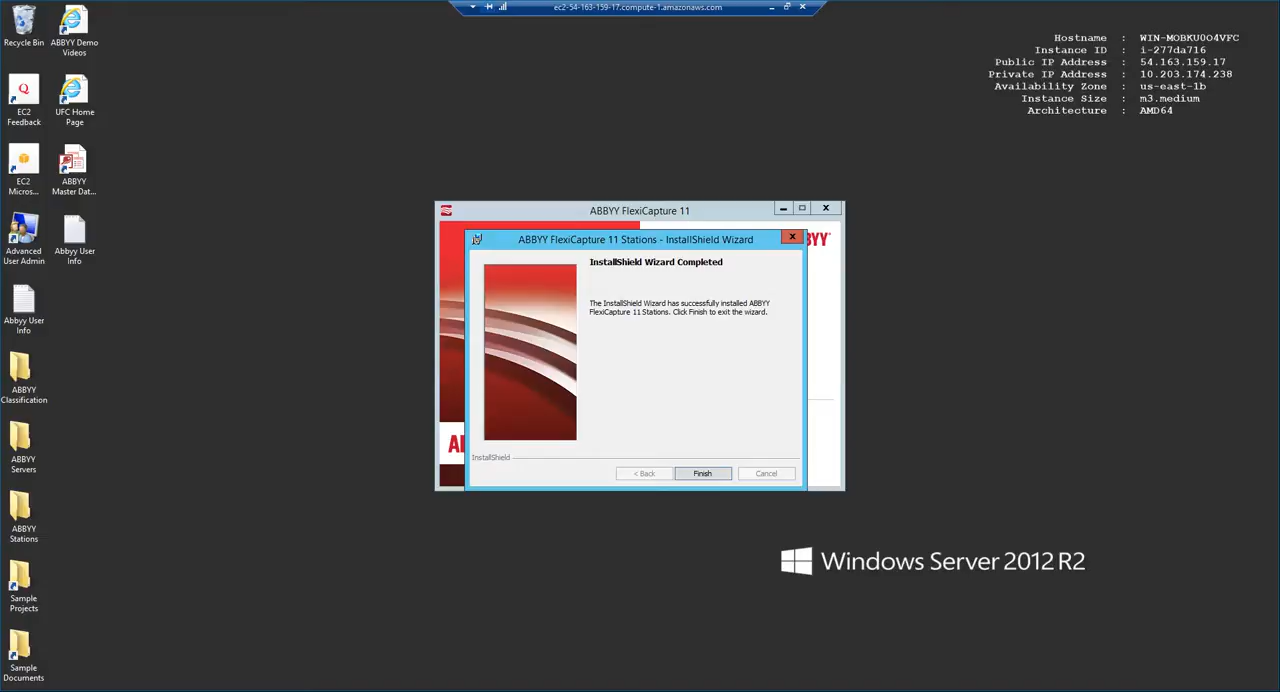 ec2-54-163-159-17.compute-1.amazonaws.com
Hostname : WIN-MOBKU0O4VFC
Instance ID : i-277da716
Public IP Address : 54.163.159.17
Private IP Address : 10.203.174.238
Availability Zone : us-east-1b
Instance Size : m3.medium
Architecture : AMD64
Recycle Bin
ABBYY Demo
Videos
EC2
Feedback
UFC Home
Page
EC2
Micros...
ABBYY
Master Dat...
Advanced
User Admin
Abbyy User
Info
Abbyy User
Info
ABBYY
Classification
ABBYY
Servers
ABBYY
Stations
Sample
Projects
Sample
Documents
ABBYY FlexiCapture 11
ABBYY FlexiCapture 11 Stations - InstallShield Wizard
InstallShield Wizard Completed
The InstallShield Wizard has successfully installed ABBYY
FlexiCapture 11 Stations. Click Finish to exit the wizard.
InstallShield
< Back
Finish
Cancel
Windows Server 2012 R2